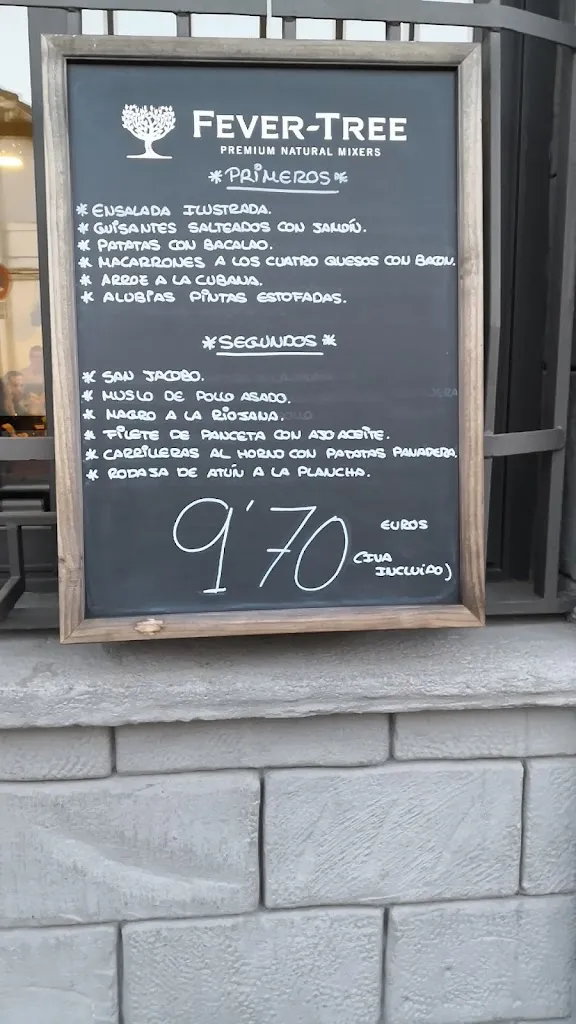 FEVER-TREE
PREMIUM NATURAL MIXERS
*PRIMEROS*
* ENSALADA ILUSTRADA.
* GUISANTES SALTEADOS CON JAMÓN.
* PATATAS CON BACALAO.
* MACARRONES A LOS CUATRO QUESOS CON BACON.
* ARROZ A LA CUBANA.
* ALUBIAS PINTAS ESTOFADAS.
*SEGUNDOS*
* SAN JACOBO.
* MUSLO DE POLLO ASADO.
* MAGRO A LA RIOJANA.
* FILETE DE PANCETA CON AJO ACEITE.
* CARRILLERAS AL HORNO CON PATATAS PANADERA.
* RODAJA DE ATÚN A LA PLANCHA.
9'70 EUROS
(IVA
INCLUIDO)